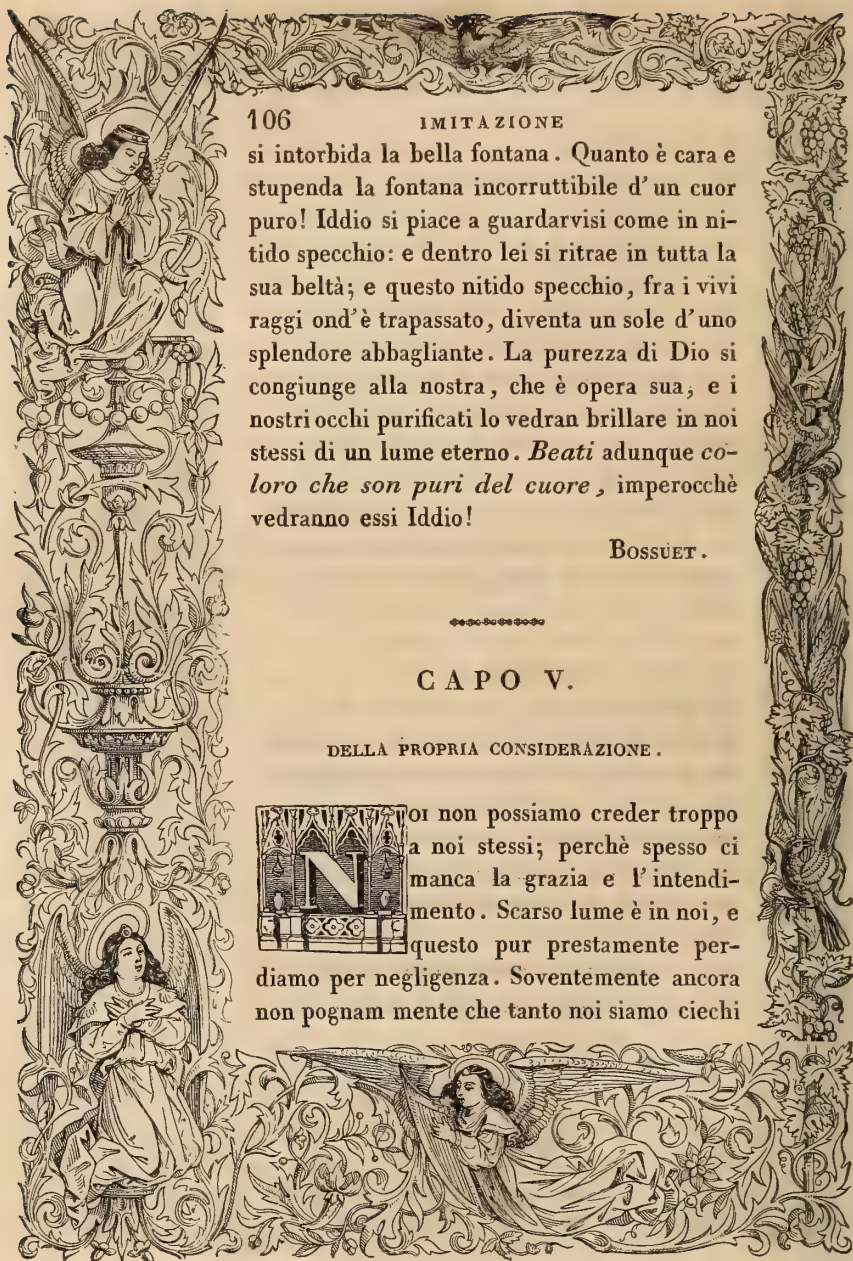 106 IMITAZIONE
si intorbida la bella fontana. Quanto è cara e
stupenda la fontana incorruttibile d'un cuor
puro! Iddio si piace a guardarvisi come in ni-
tido specchio: e dentro lei si ritrae in tutta la
sua beltà; e questo nitido specchio, fra i vivi
raggi ond'è trapassato, diventa un sole d'uno
splendore abbagliante. La purezza di Dio si
congiunge alla nostra, che è opera sua, e i
nostri occhi purificati lo vedran brillare in noi
stessi di un lume eterno. Beati adunque co-
loro che son puri del cuore, imperocchè
vedranno essi Iddio!
BOSSUET.
CAPO V.
DELLA PROPRIA CONSIDERAZIONE.
NOI non possiamo creder troppo
a noi stessi; perchè spesso ci
manca la grazia e l'intendi-
mento. Scarso lume è in noi, e
questo pur prestamente per-
diamo per negligenza. Soventemente ancora
non pognam mente che tanto noi siamo ciechi